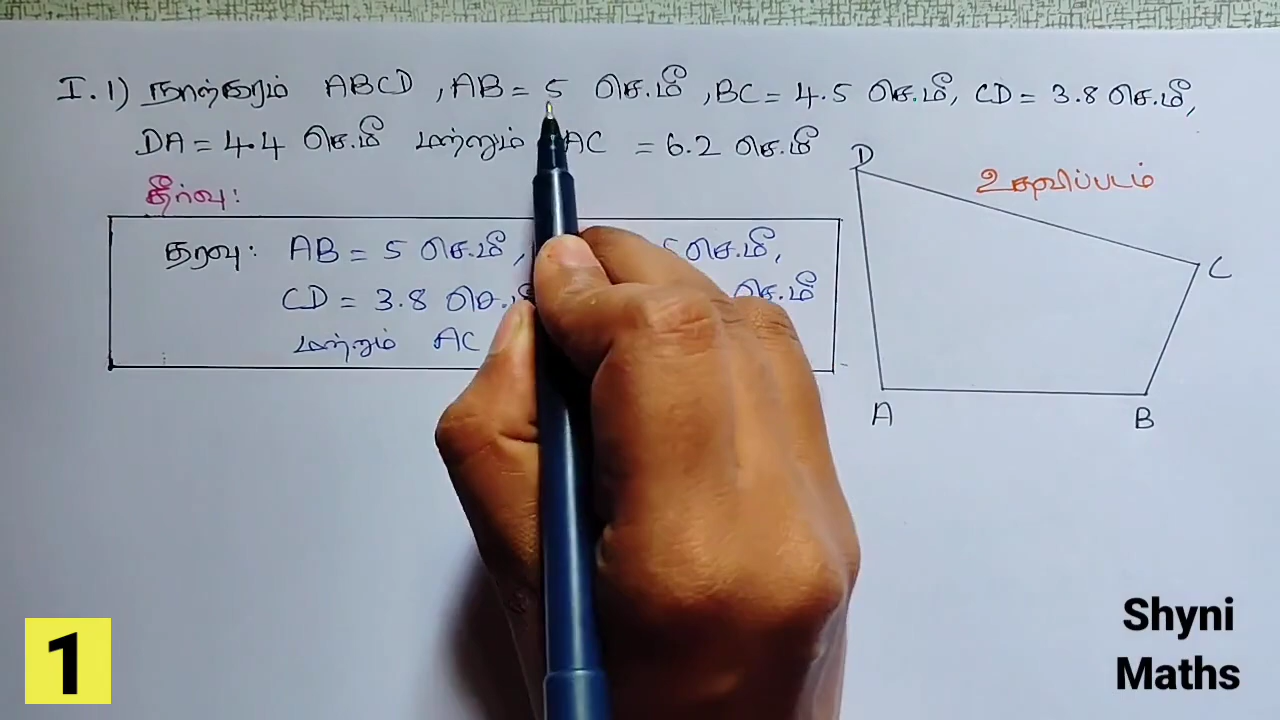 I. 1) நாற்கரம் ABCD , AB = 5 செ.மீ , BC = 4.5 செ.மீ, CD = 3.8 செ.மீ,
DA = 4.4 செ.மீ மற்றும் AC = 6.2 செ.மீ
தீர்வு:
உதவிப்படம்
தரவு: AB = 5 செ.மீ, செ.மீ,
CD = 3.8 செ.மீ செ.மீ
மற்றும் AC
D
C
A
B
1
Shyni
Maths